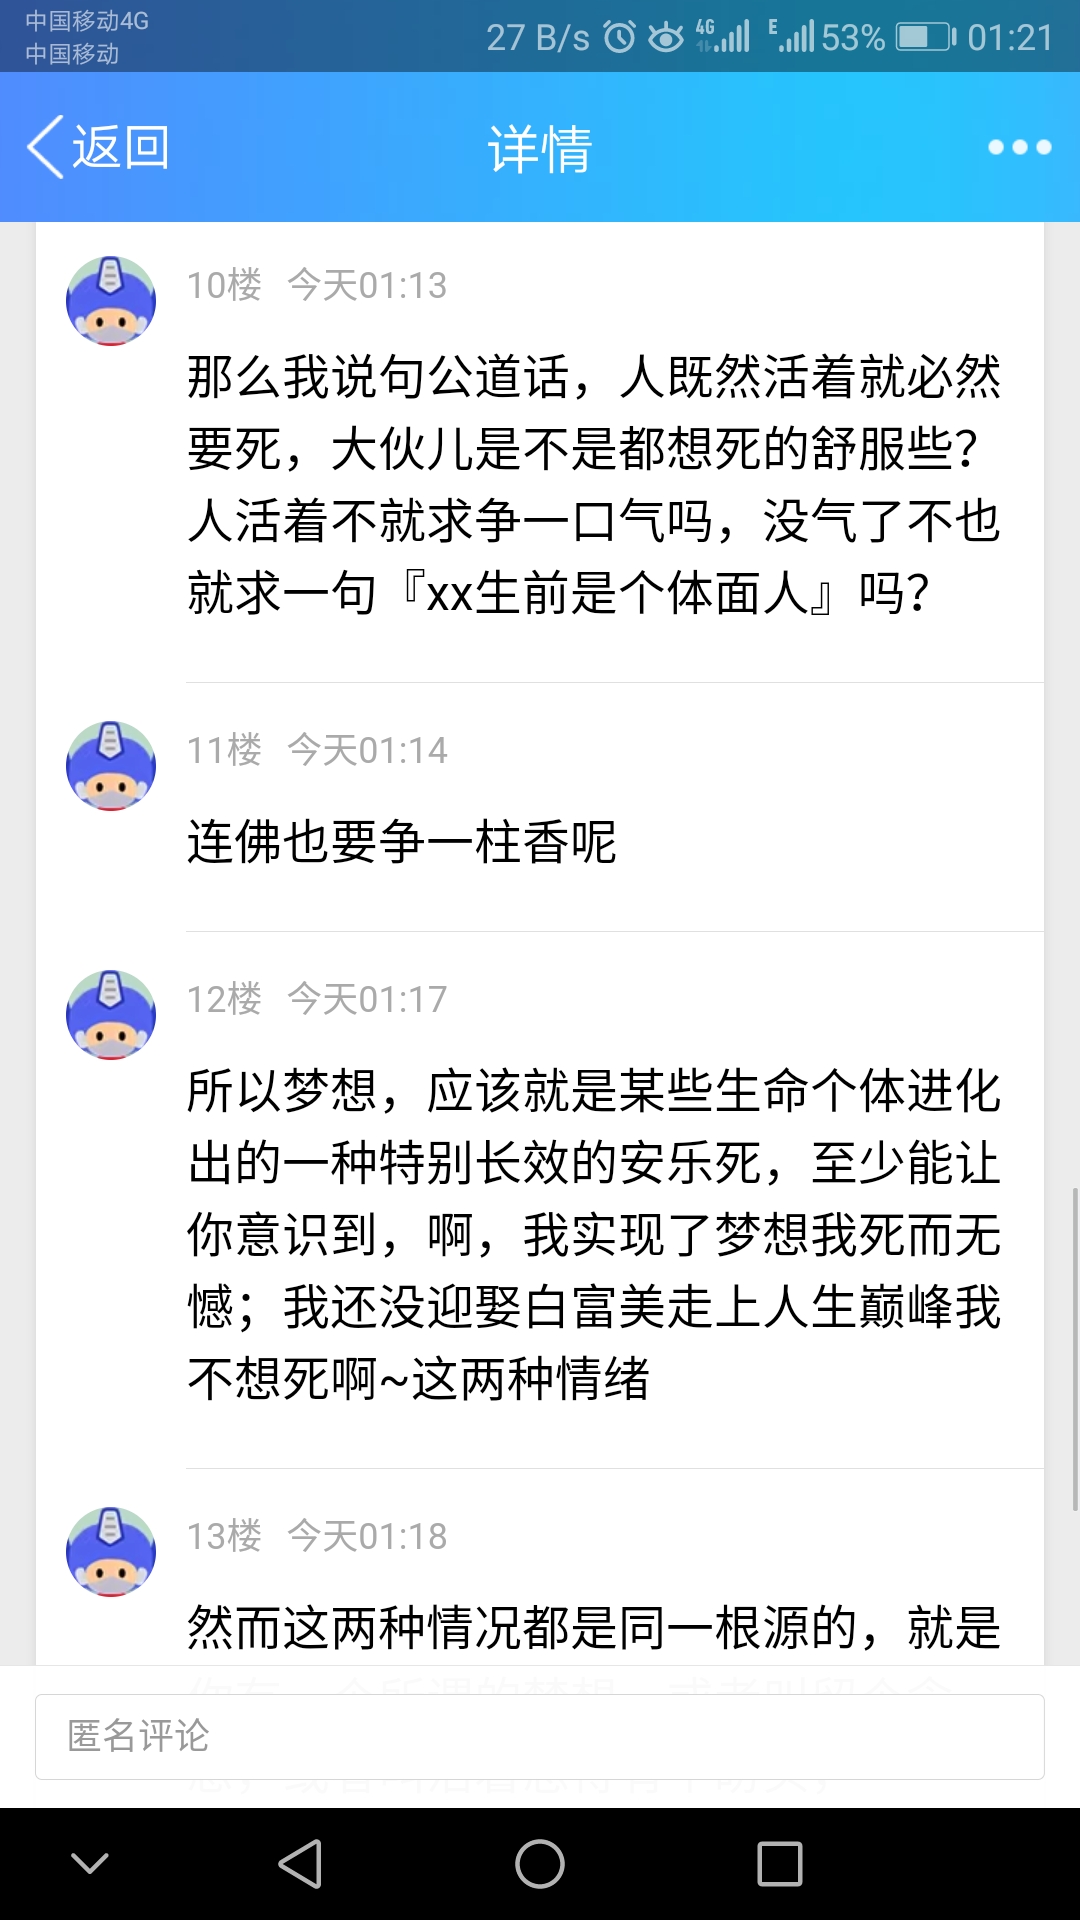 中国移动4G
中国移动
27 B/s 4G E 53% 01:21
返回 详情
10楼 今天01:13
那么我说句公道话，人既然活着就必然
要死，大伙儿是不是都想死的舒服些？
人活着不就求争一口气吗，没气了不也
就求一句『xx生前是个体面人』吗？
11楼 今天01:14
连佛也要争一柱香呢
12楼 今天01:17
所以梦想，应该就是某些生命个体进化
出的一种特别长效的安乐死，至少能让
你意识到，啊，我实现了梦想我死而无
憾；我还没迎娶白富美走上人生巅峰我
不想死啊~这两种情绪
13楼 今天01:18
然而这两种情况都是同一根源的，就是
匿名评论